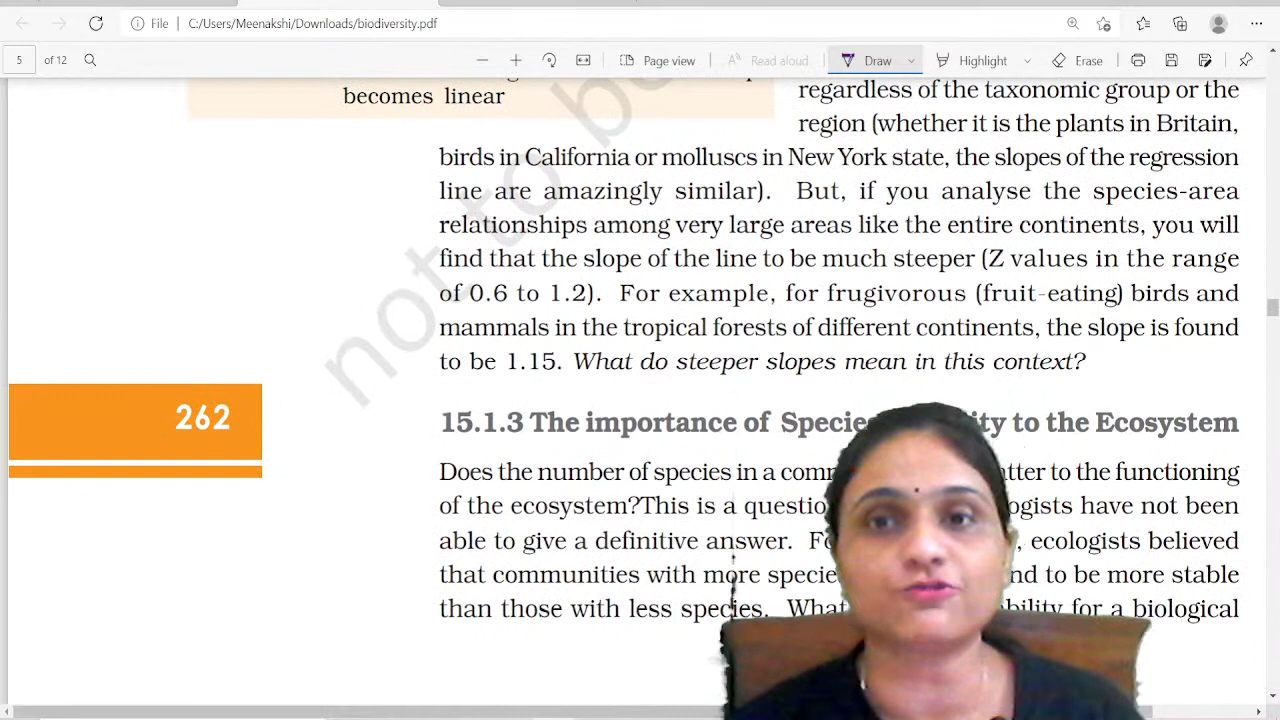 File C:/Users/Meenakshi/Downloads/biodiversity.pdf
5 of 12 Page view Read aloud Draw Highlight Erase
becomes linear
regardless of the taxonomic group or the
region (whether it is the plants in Britain,
birds in California or molluscs in New York state, the slopes of the regression
line are amazingly similar). But, if you analyse the species-area
relationships among very large areas like the entire continents, you will
find that the slope of the line to be much steeper (Z values in the range
of 0.6 to 1.2). For example, for frugivorous (fruit-eating) birds and
mammals in the tropical forests of different continents, the slope is found
to be 1.15. What do steeper slopes mean in this context?
not to be
262
15.1.3 The importance of Species to the Ecosystem
Does the number of species in a to the functioning
of the ecosystem?This is a have not been
able to give a definitive answer. ecologists believed
that communities with more to be more stable
than those with less species. What for a biological